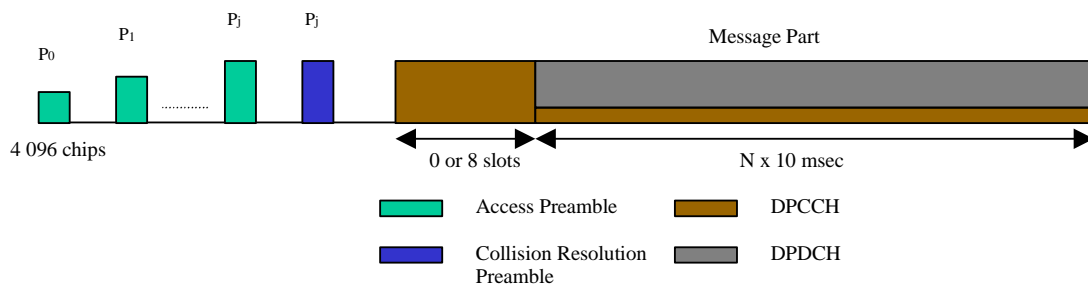 P0
P1
Pj
Pj
Message Part
4 096 chips
0 or 8 slots
N x 10 msec
Access Preamble
DPCCH
Collision Resolution
Preamble
DPDCH